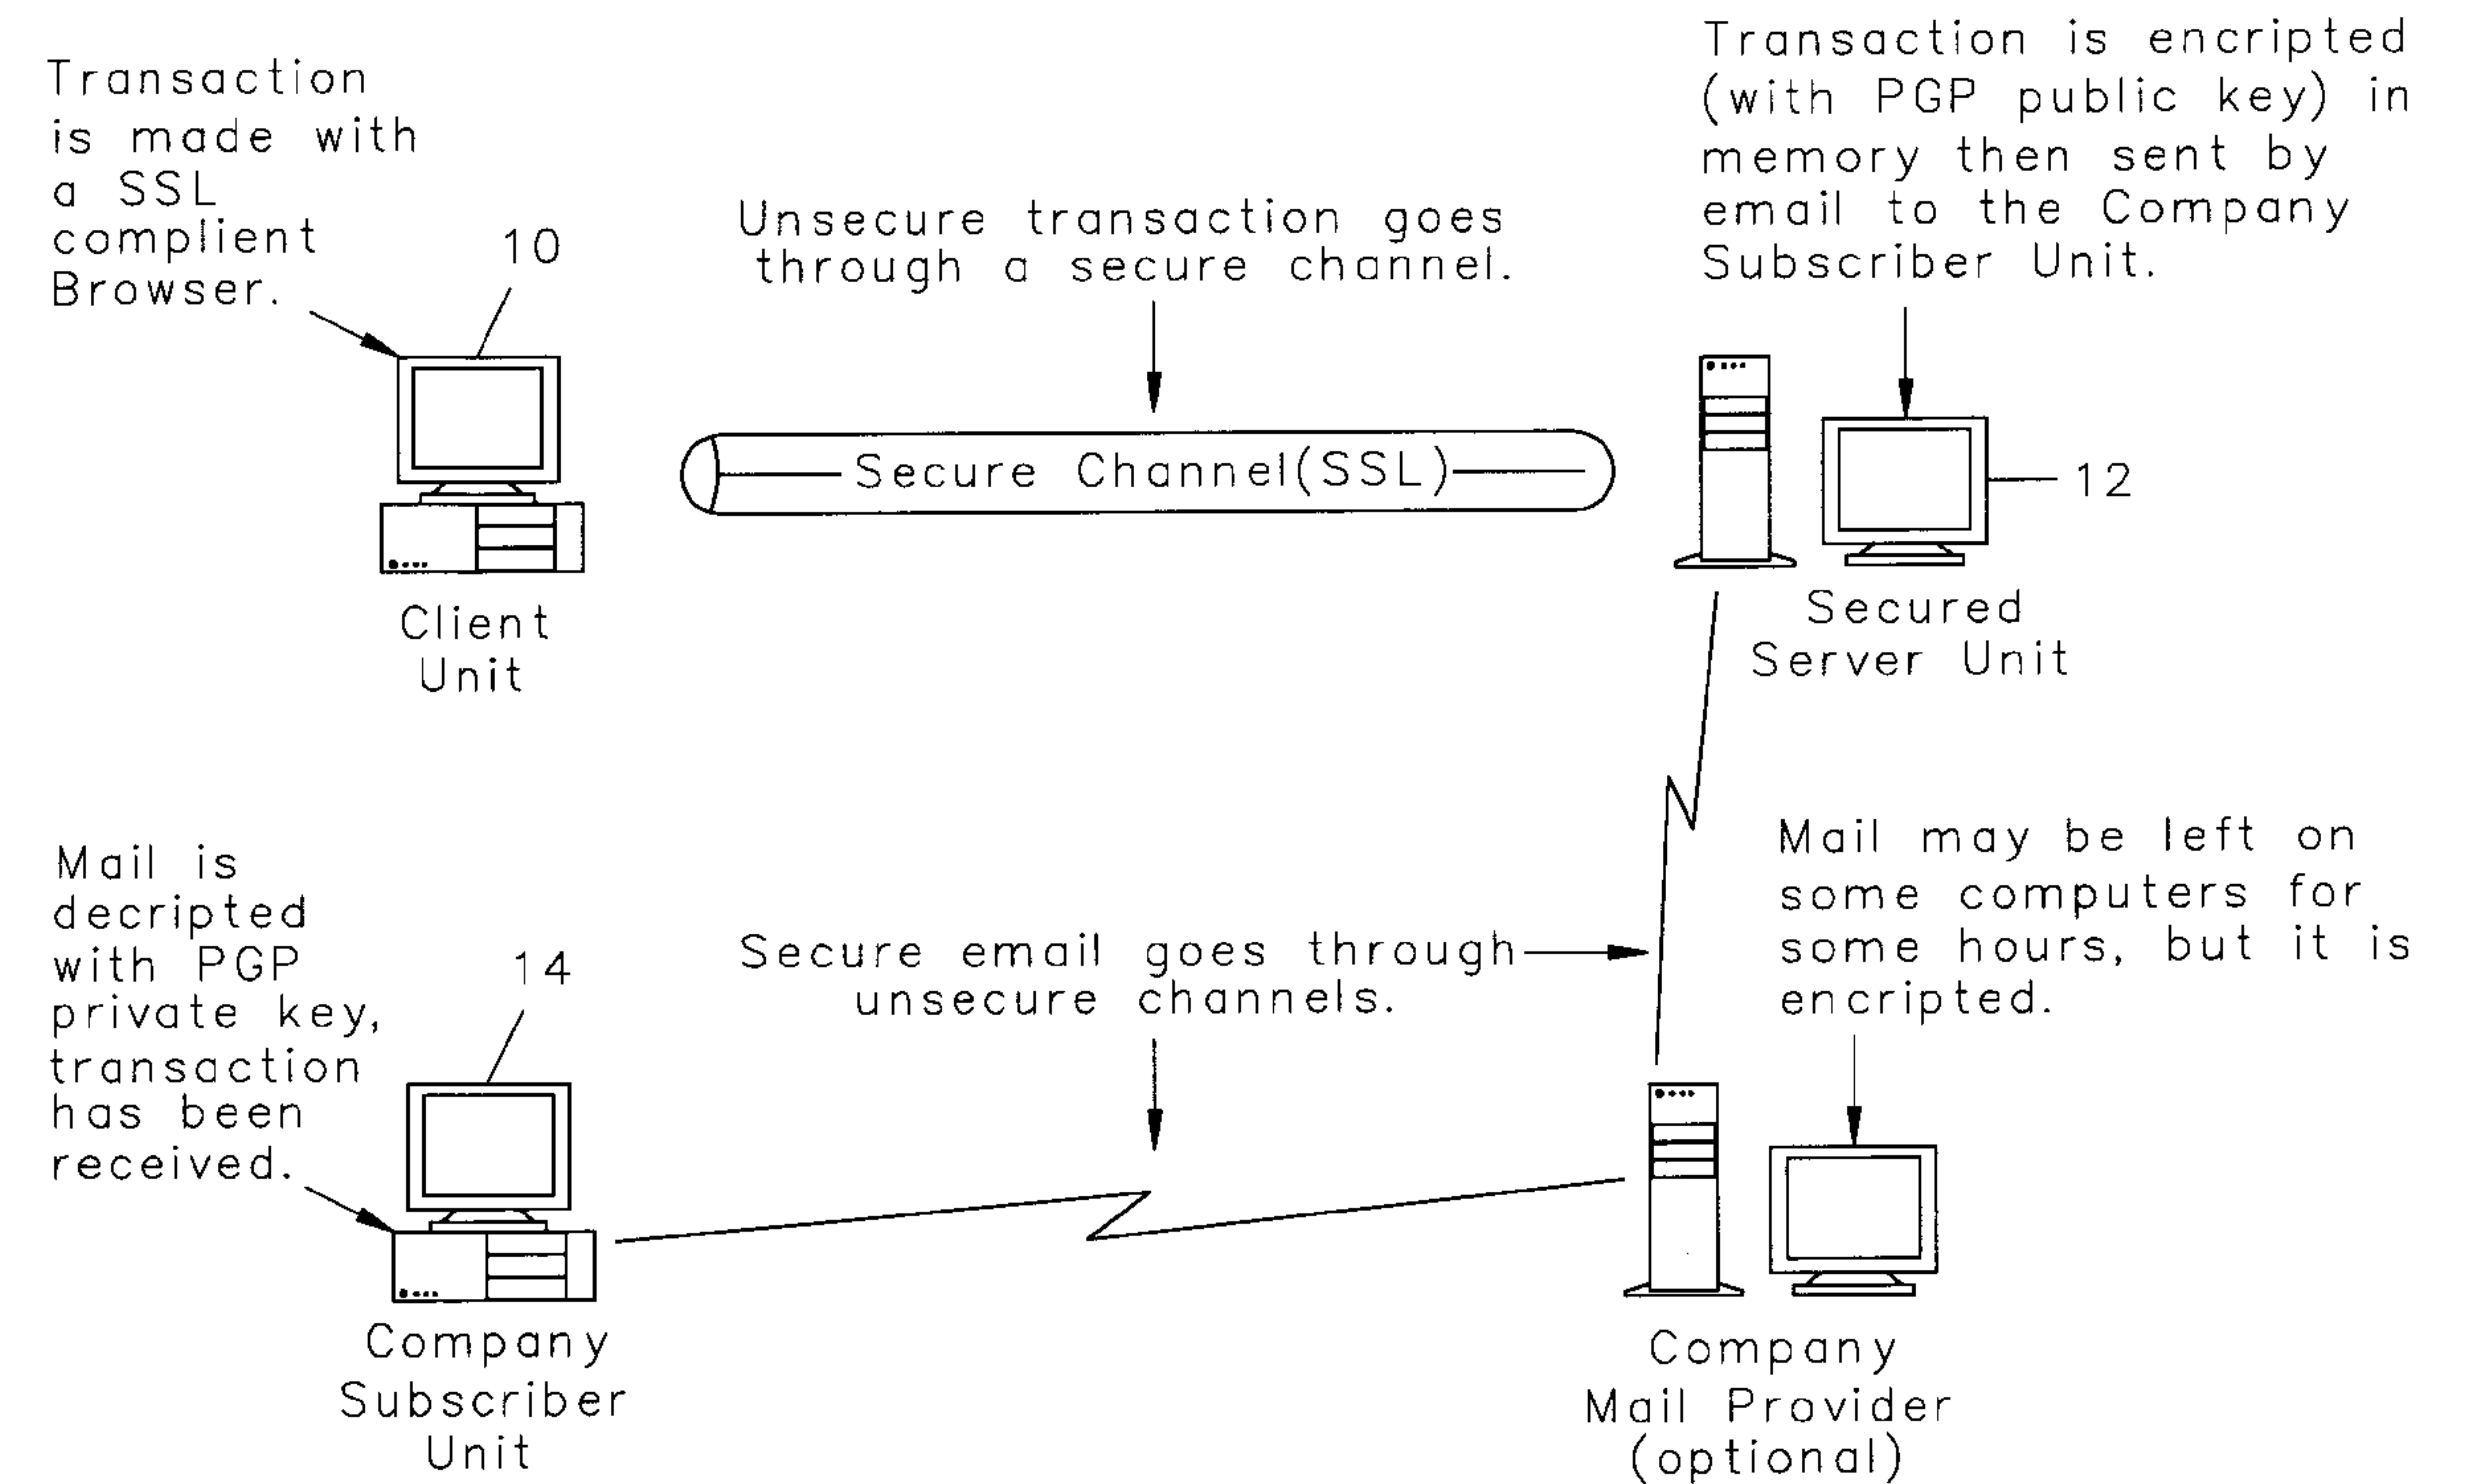 Transaction
is made with
a SSL
complient
Browser.
10
Unsecure transaction goes
through a secure channel.
Transaction is encripted
(with PGP public key) in
memory then sent by
email to the Company
Subscriber Unit.
Secure Channel(SSL)
12
Client
Unit
Secured
Server Unit
Mail is
decripted
with PGP
private key,
transaction
has been
received.
14
Secure email goes through
unsecure channels.
Mail may be left on
some computers for
some hours, but it is
encripted.
Company
Subscriber
Unit
Company
Mail Provider
(optional)